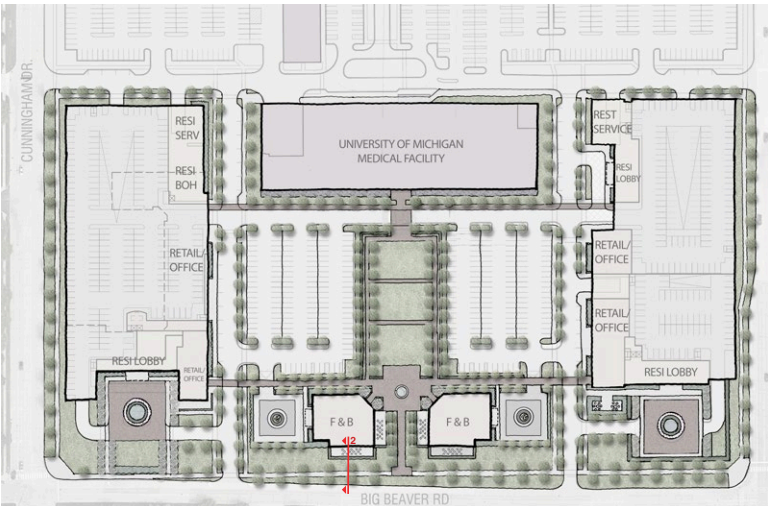 CUNNINGHAM DR.
RESI
SERV
RESI
BOH
RETAIL/
OFFICE
RESI LOBBY
RETAIL/
OFFICE
UNIVERSITY OF MICHIGAN
MEDICAL FACILITY
REST
SERVICE
RESI
LOBBY
RETAIL/
OFFICE
RETAIL/
OFFICE
RESI LOBBY
F & B
F & B
2
BIG BEAVER RD